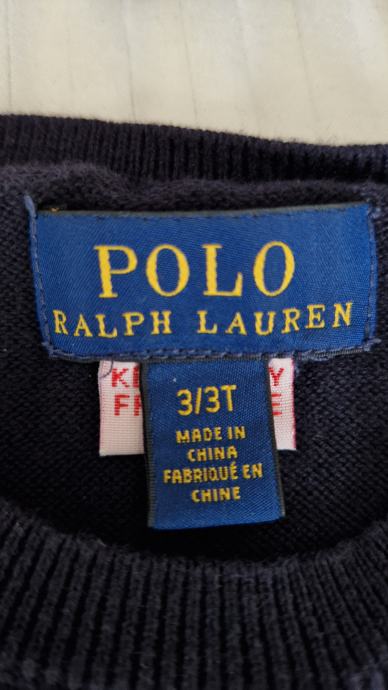 POLO
RALPH LAUREN
3/3T
MADE IN
CHINA
FABRIQUÉ EN
CHINE